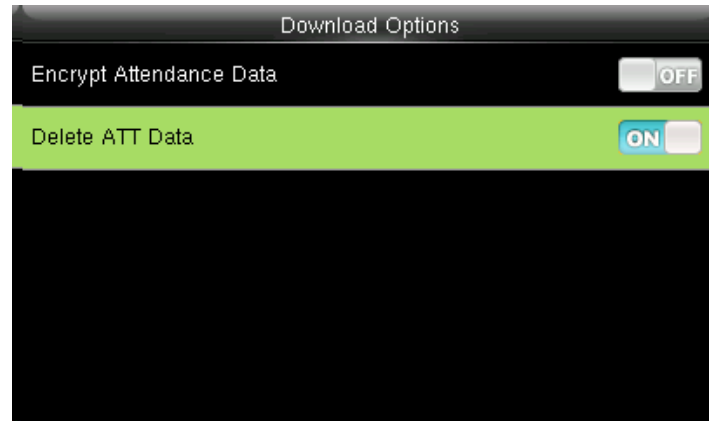 Download Options
Encrypt Attendance Data OFF
Delete ATT Data ON